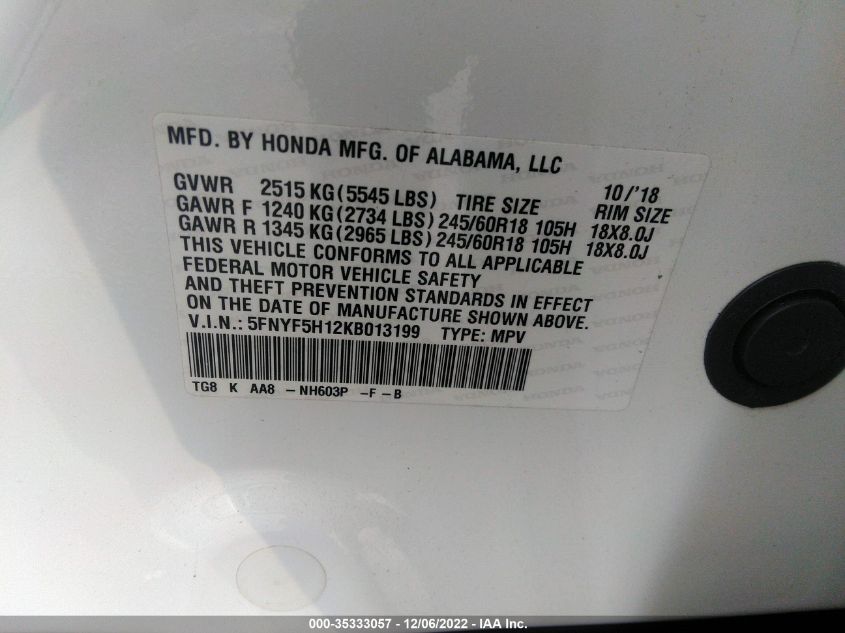 MFD. BY HONDA MFG. OF ALABAMA, LLC
GVWR 2515 KG (5545 LBS) TIRE SIZE 10/'18 RIM SIZE
GAWR F 1240 KG (2734 LBS) 245/60R18 105H 18X8.0J
GAWR R 1345 KG (2965 LBS) 245/60R18 105H 18X8.0J
THIS VEHICLE CONFORMS TO ALL APPLICABLE
FEDERAL MOTOR VEHICLE SAFETY
AND THEFT PREVENTION STANDARDS IN EFFECT
ON THE DATE OF MANUFACTURE SHOWN ABOVE.
V.I.N.: 5FNYF5H12KB013199 TYPE: MPV
TG8 K AA8 -NH603P -F-B
000-35333057 - 12/06/2022 - IAA Inc.